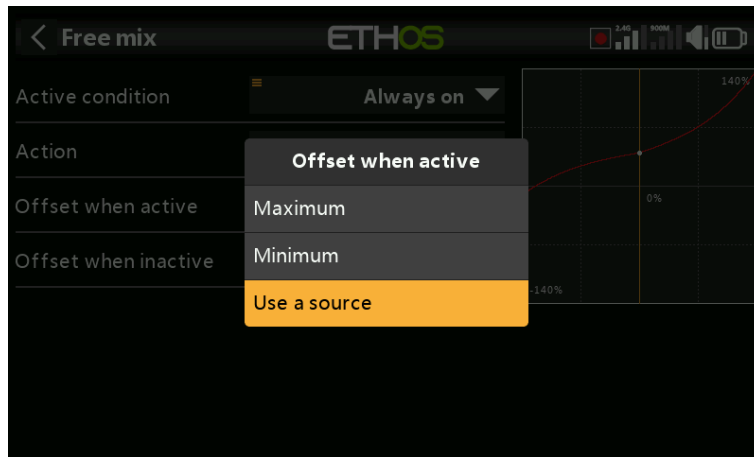 Free mix
ETHOS
2.4G
900M
Active condition
Always on
140%
Action
Offset when active
Offset when active
Maximum
0%
Minimum
Offset when inactive
Use a source
-140%